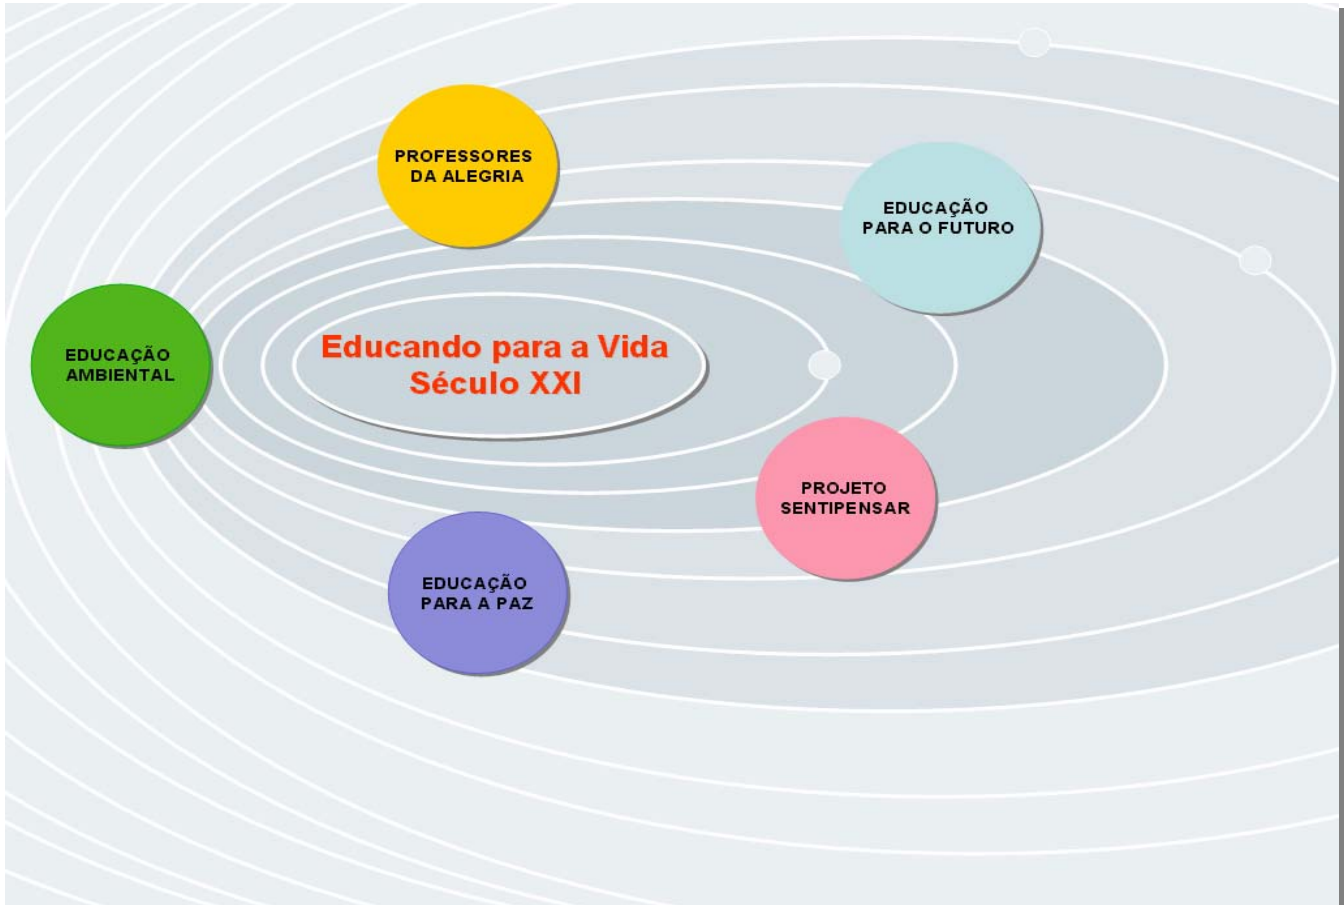 PROFESSORES
DA ALEGRIA
EDUCAÇÃO
PARA O FUTURO
EDUCAÇÃO
AMBIENTAL
Educando para a Vida
Século XXI
PROJETO
SENTIPENSAR
EDUCAÇÃO
PARA A PAZ